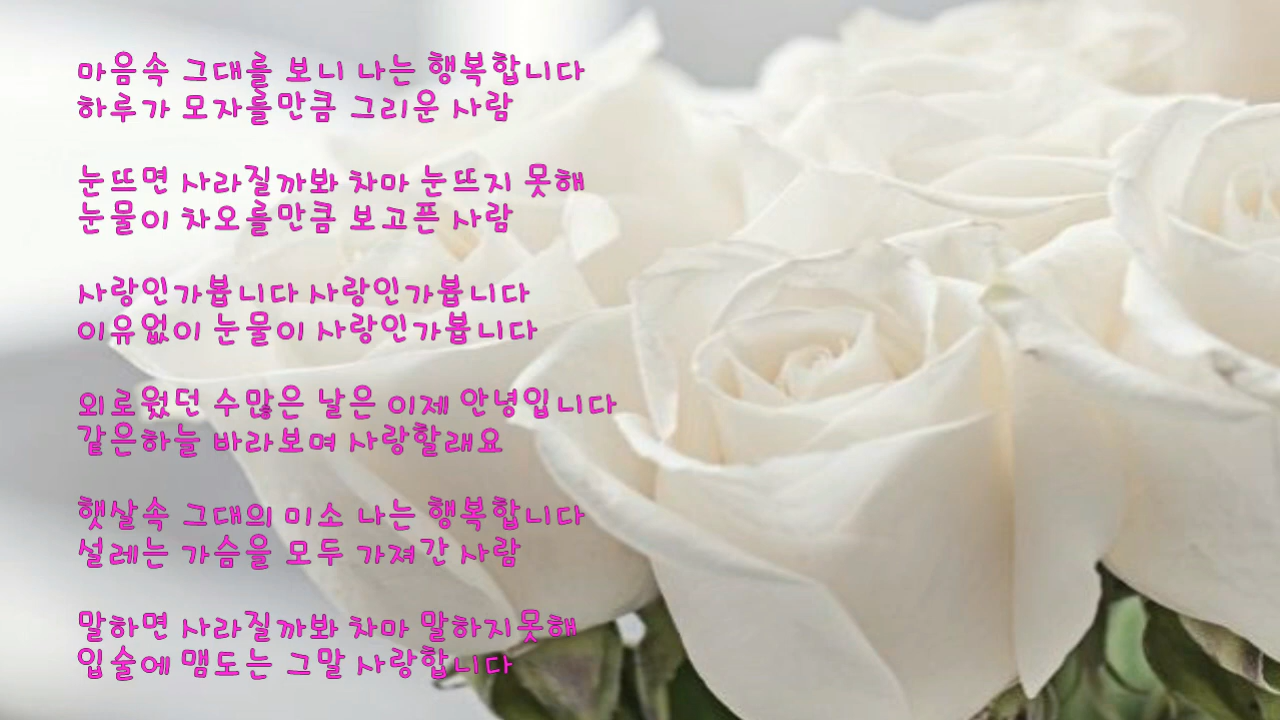 마음속 그대를 보니 나는 행복합니다
하루가 모자를만큼 그리운 사람
눈뜨면 사라질까봐 차마 눈뜨지 못해
눈물이 차오를만큼 보고픈 사람
사랑인가봅니다 사랑인가봅니다
이유없이 눈물이 사랑인가봅니다
외로웠던 수많은 날은 이제 안녕입니다
같은하늘 바라보며 사랑할래요
햇살속 그대의 미소 나는 행복합니다
설레는 가슴을 모두 가져간 사람
말하면 사라질까봐 차마 말하지못해
입술에 맴도는 그말 사랑합니다